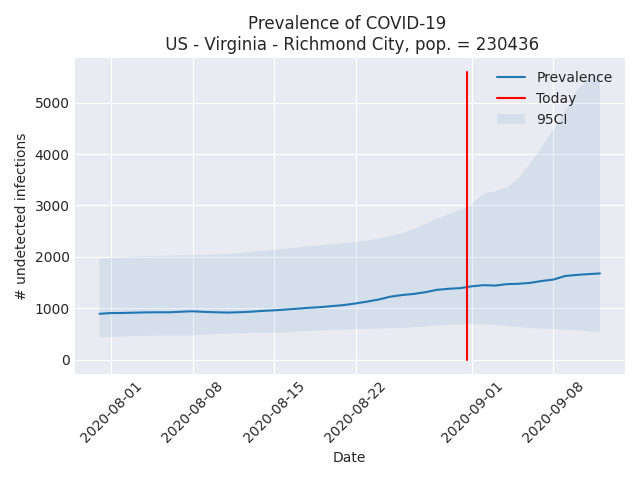 Prevalence of COVID-19
US - Virginia - Richmond City, pop. = 230436
Prevalence
Today
95CI
# undetected infections
5000
4000
3000
2000
1000
0
2020-08-01
2020-08-08
2020-08-15
2020-08-22
2020-09-01
2020-09-08
Date